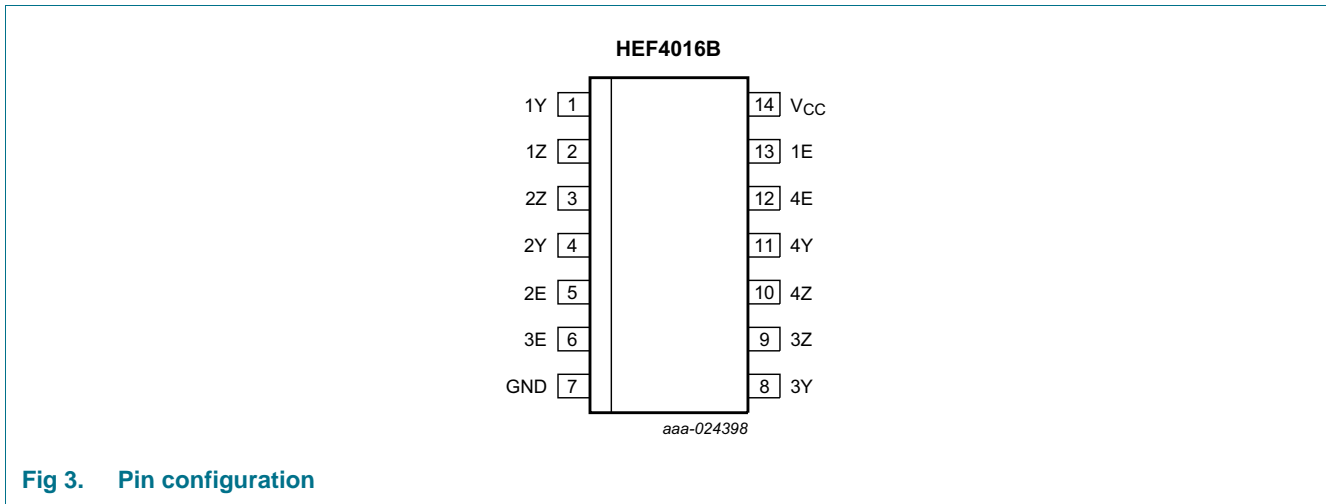 HEF4016B
1Y 1 14 VCC
1Z 2 13 1E
2Z 3 12 4E
2Y 4 11 4Y
2E 5 10 4Z
3E 6 9 3Z
GND 7 8 3Y
aaa-024398
Fig 3. Pin configuration